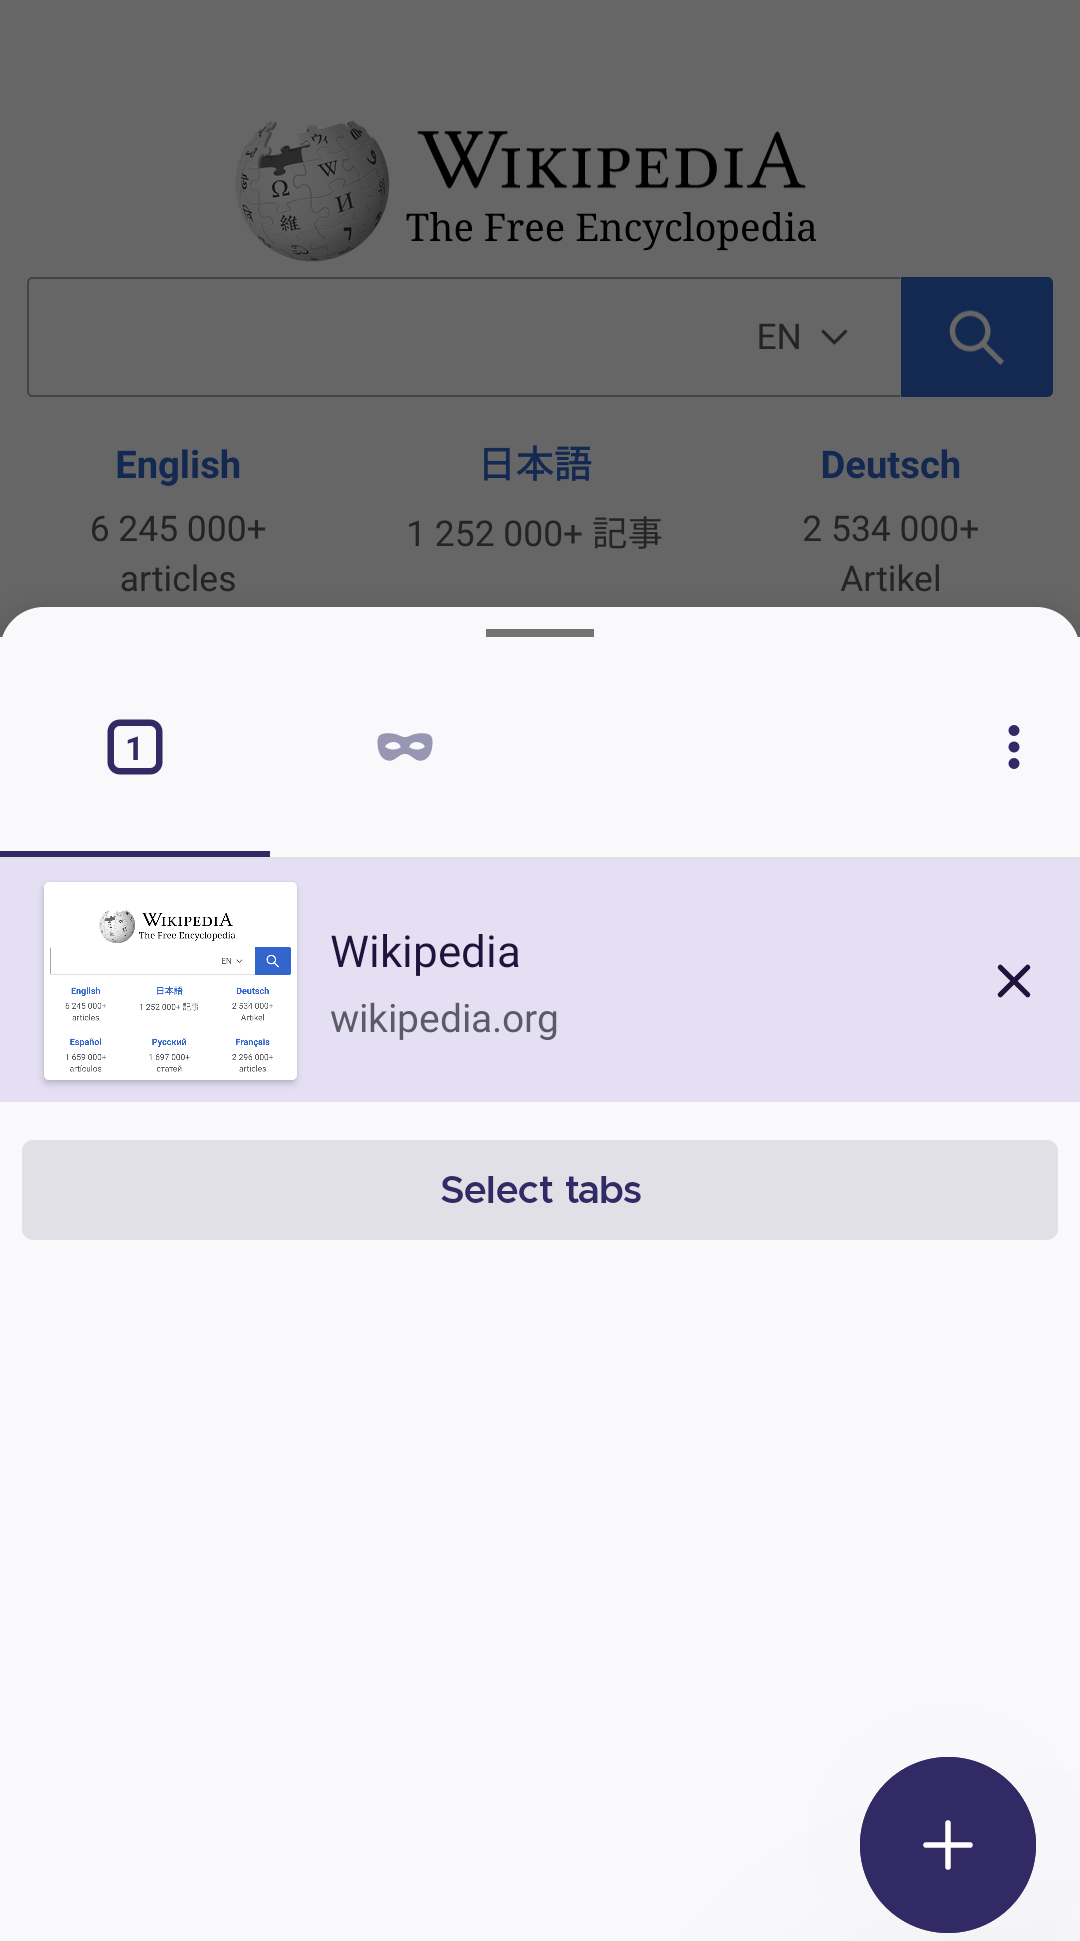 WIKIPEDIA
The Free Encyclopedia
EN
English
日本語
Deutsch
6 245 000+
articles
1 252 000+ 記事
2 534 000+
Artikel
1
WIKIPEDIA
The Free Encyclopedia
EN
English
日本語
Deutsch
6 245 000+
articles
1 252 000+ 記事
2 534 000+
Artikel
Español
Русский
Français
1 659 000+
artículos
1 697 000+
статей
2 296 000+
articles
Wikipedia
wikipedia.org
Select tabs